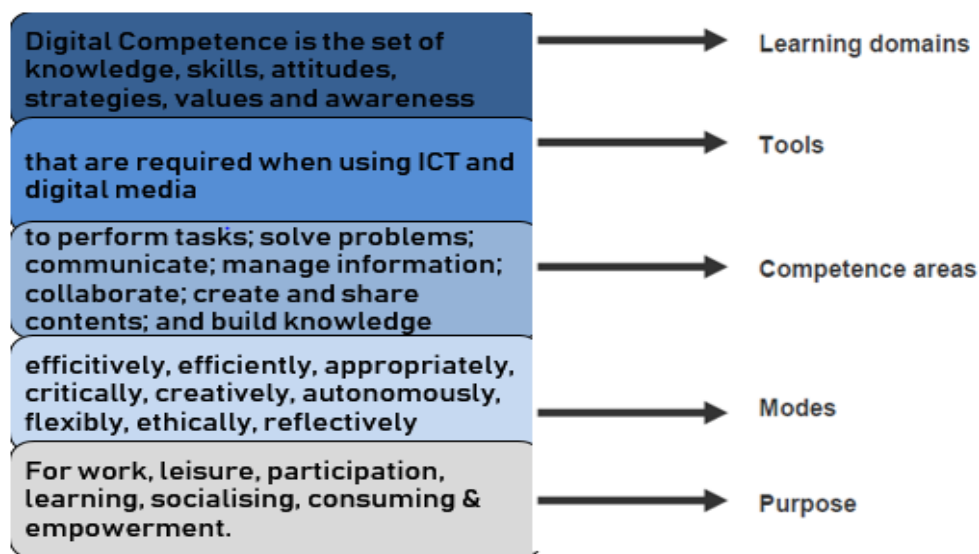 Digital Competence is the set of
knowledge, skills, attitudes,
strategies, values and awareness
Learning domains
that are required when using ICT and
digital media
Tools
to perform tasks; solve problems;
communicate; manage information;
collaborate; create and share
contents; and build knowledge
Competence areas
efficitively, efficiently, appropriately,
critically, creatively, autonomously,
flexibly, ethically, reflectively
Modes
For work, leisure, participation,
learning, socialising, consuming &
empowerment.
Purpose